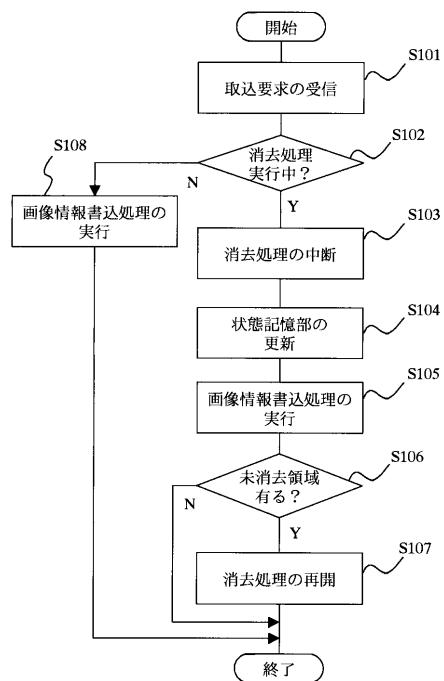 開始
S101
取込要求の受信
S102
消去処理
実行中？
N
Y
S108
画像情報書込処理の
実行
S103
消去処理の中断
S104
状態記憶部の
更新
S105
画像情報書込処理の
実行
S106
未消去領域
有る？
N
Y
S107
消去処理の再開
終了